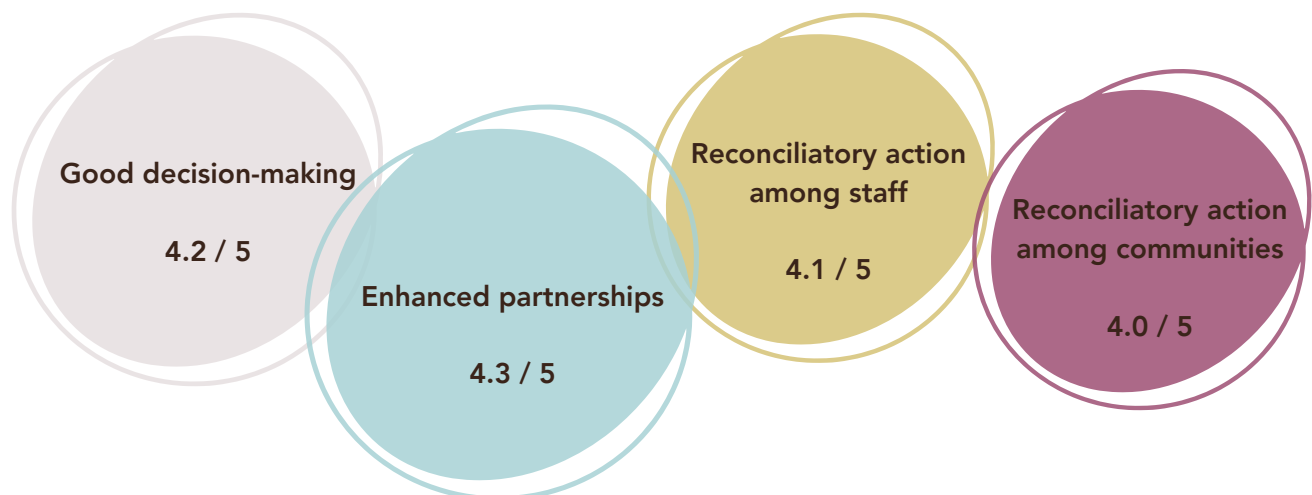 Good decision-making
4.2 / 5
Enhanced partnerships
4.3 / 5
Reconciliatory action
among staff
4.1 / 5
Reconciliatory action
among communities
4.0 / 5